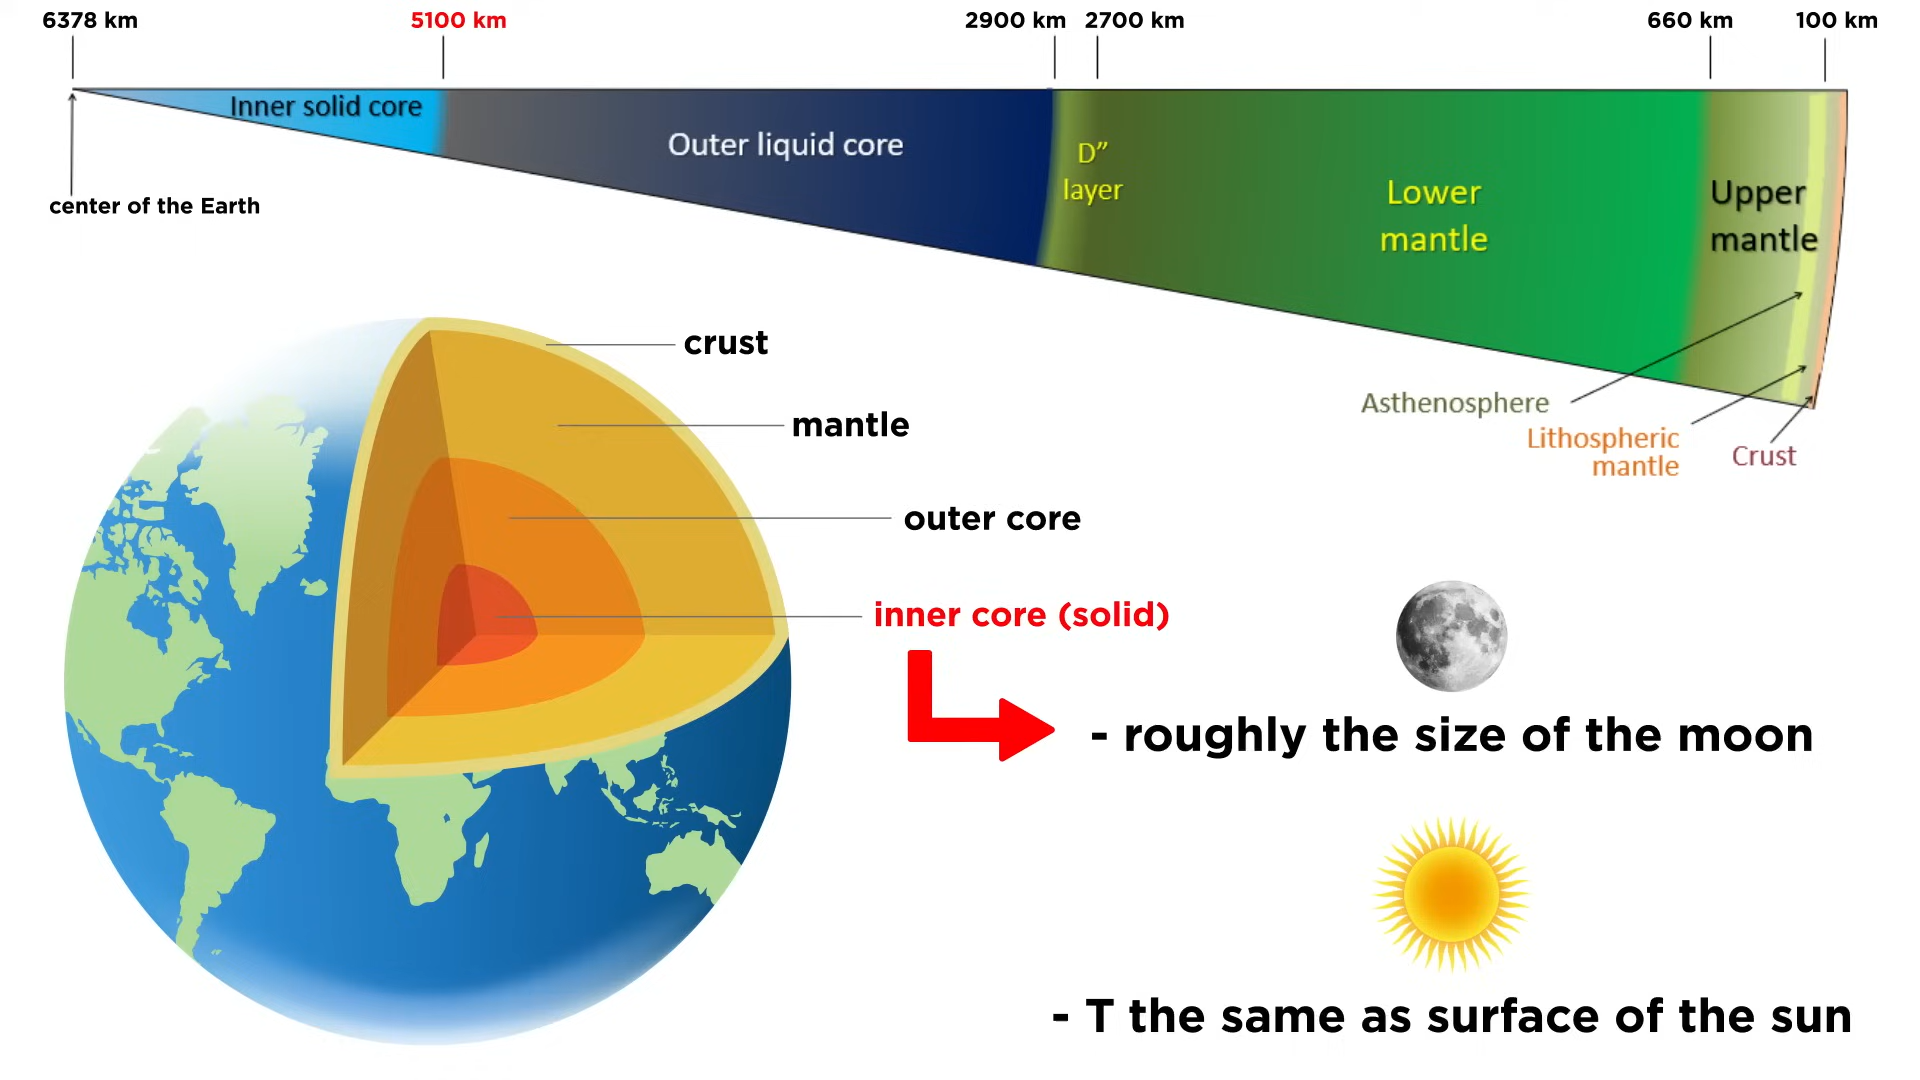 6378 km
5100 km
2900 km
2700 km
660 km
100 km
Inner solid core
Outer liquid core
D”
layer
Lower
mantle
Upper
mantle
center of the Earth
Asthenosphere
Lithospheric
mantle
Crust
crust
mantle
outer core
inner core (solid)
- roughly the size of the moon
- T the same as surface of the sun